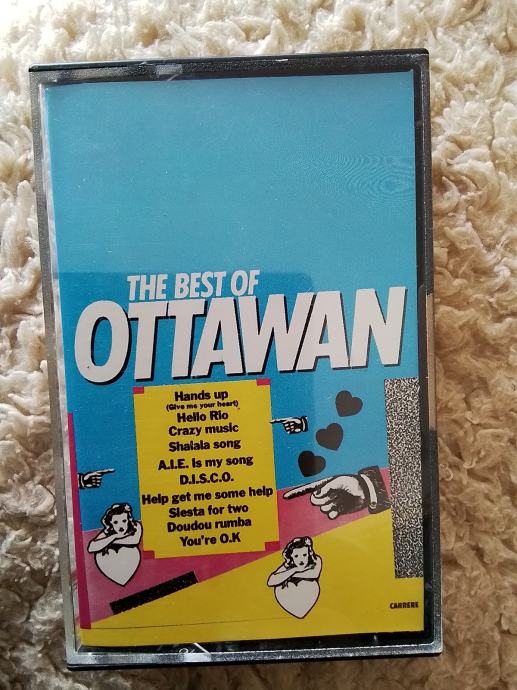 THE BEST OF
OTTAWAN
Hands up
(Give me your heart)
Hello Rio
Crazy music
Shalala song
A.I.E. is my song
D.I.S.C.O.
Help get me some help
Siesta for two
Doudou rumba
You're O.K
CARRERE